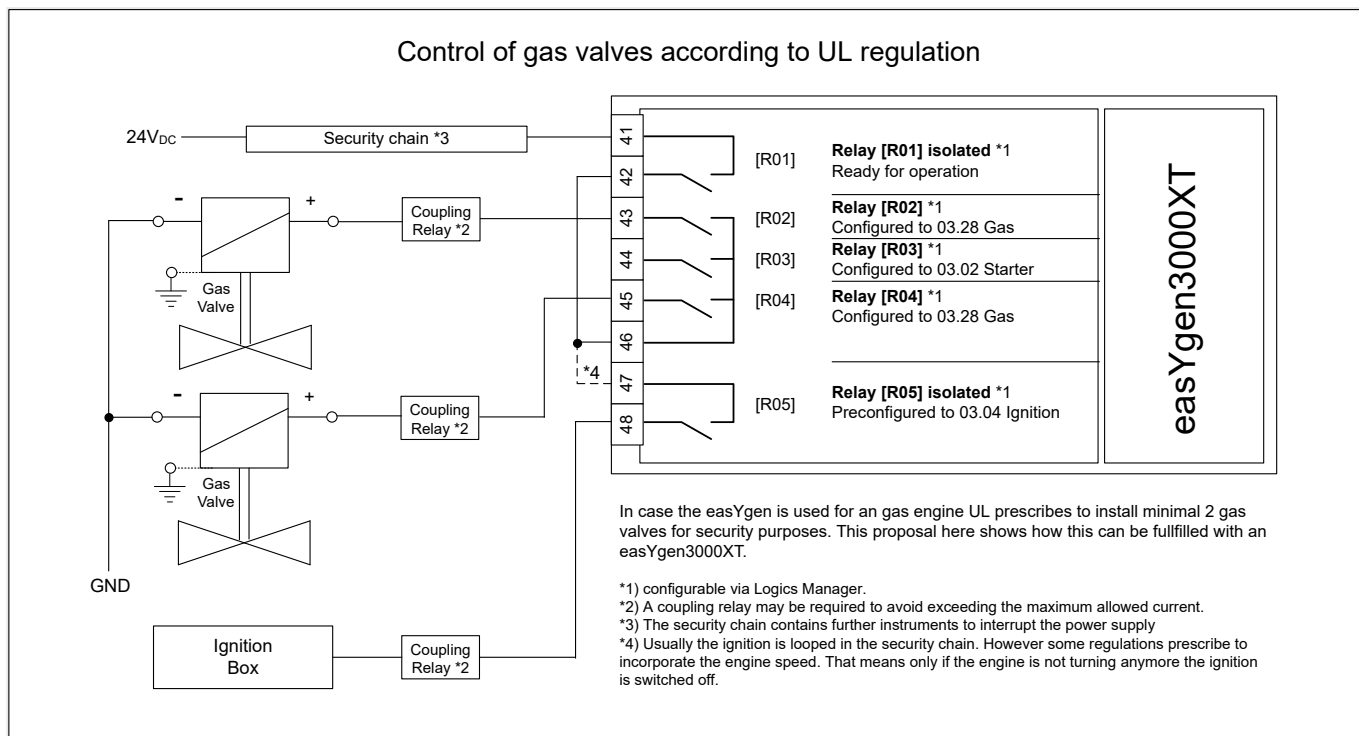 Control of gas valves according to UL regulation
24VDC
Security chain *3
41
42
43
44
45
46
47
48
[R01]
Relay [R01] isolated *1
Ready for operation
[R02]
Relay [R02] *1
Configured to 03.28 Gas
[R03]
Relay [R03] *1
Configured to 03.02 Starter
[R04]
Relay [R04] *1
Configured to 03.28 Gas
[R05]
Relay [R05] isolated *1
Preconfigured to 03.04 Ignition
easYgen3000XT
*4
-
+
Coupling
Relay *2
Gas
Valve
-
+
Coupling
Relay *2
Gas
Valve
GND
Ignition
Box
Coupling
Relay *2
In case the easYgen is used for an gas engine UL prescribes to install minimal 2 gas
valves for security purposes. This proposal here shows how this can be fullfilled with an
easYgen3000XT.
*1) configurable via Logics Manager.
*2) A coupling relay may be required to avoid exceeding the maximum allowed current.
*3) The security chain contains further instruments to interrupt the power supply
*4) Usually the ignition is looped in the security chain. However some regulations prescribe to
incorporate the engine speed. That means only if the engine is not turning anymore the ignition
is switched off.